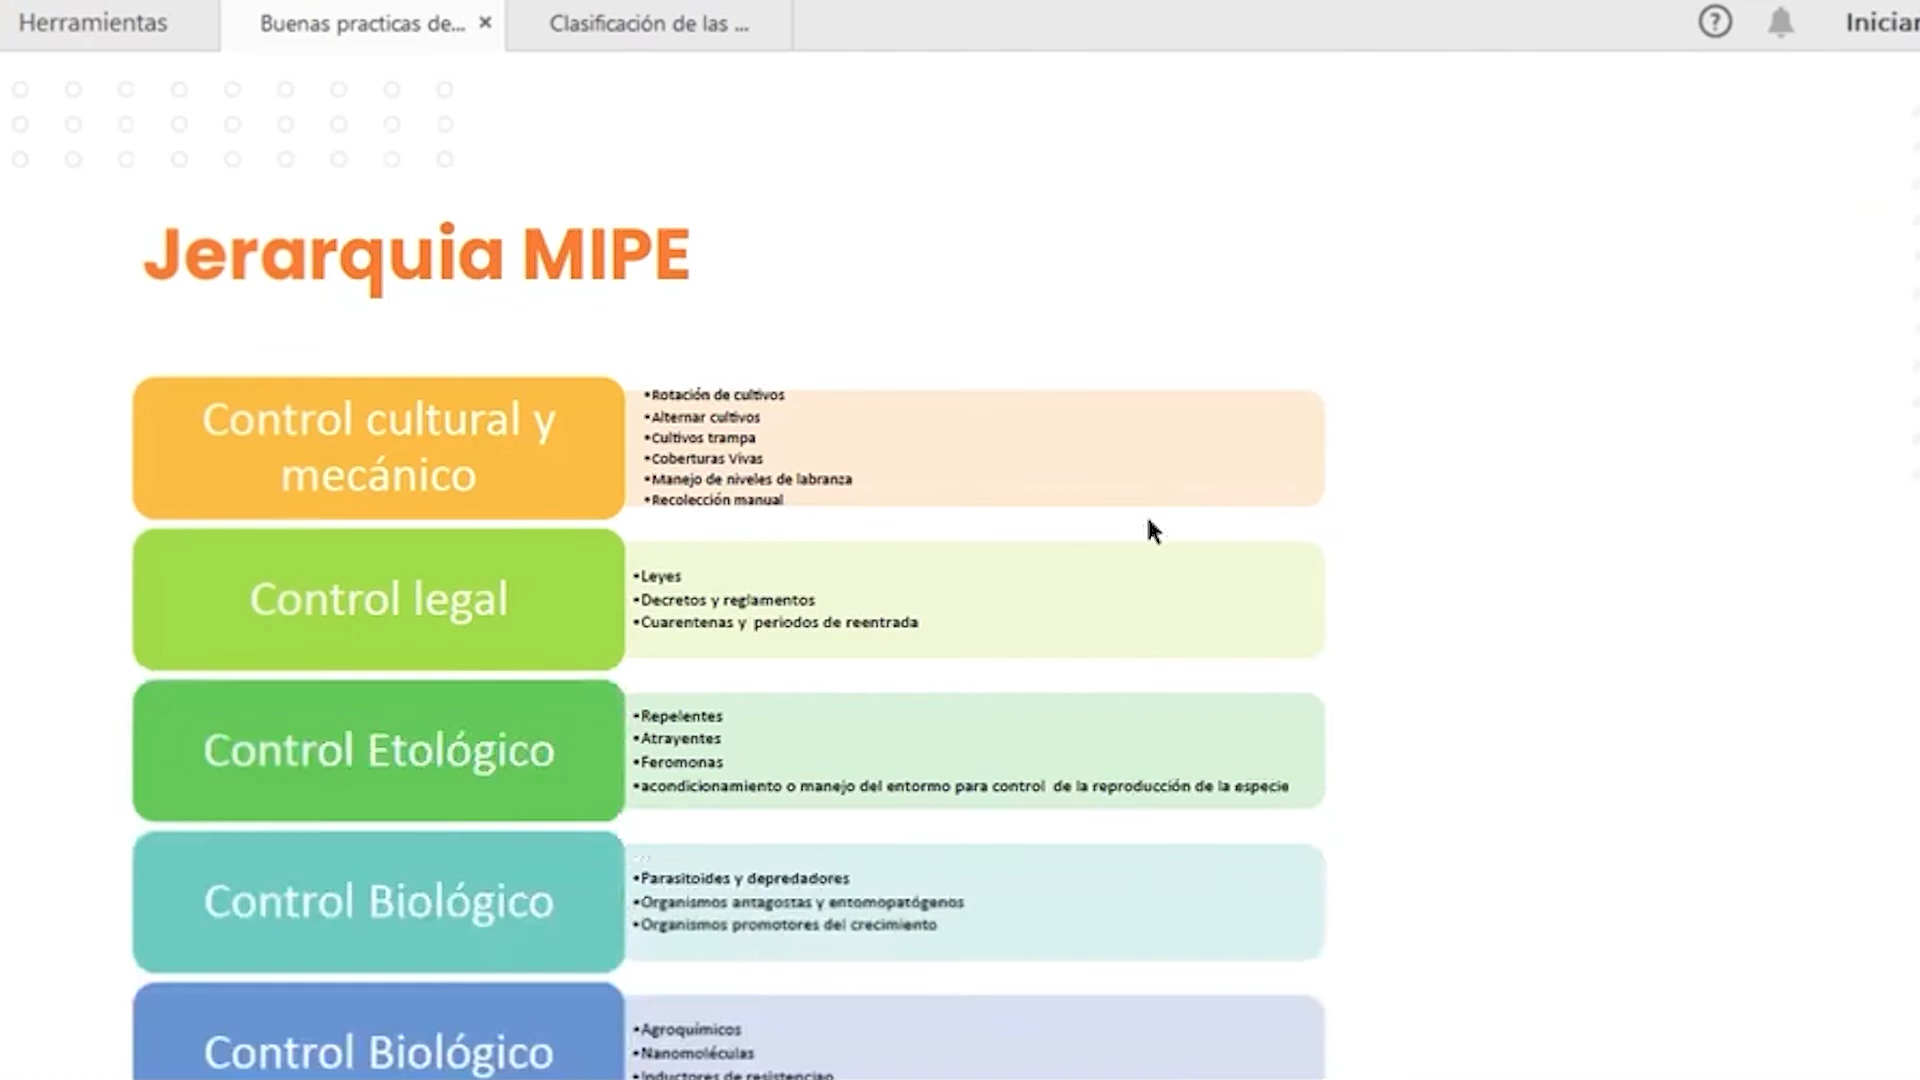 Herramientas
Buenas practicas de... ×
Clasificación de las ...
?
Iniciar
Jerarquia MIPE
Control cultural y
mecánico
•Rotación de cultivos
•Alternar cultivos
•Cultivos trampa
•Coberturas Vivas
•Manejo de niveles de labranza
•Recolección manual
Control legal
•Leyes
•Decretos y reglamentos
•Cuarentenas y periodos de reentrada
Control Etológico
•Repelentes
•Atrayentes
•Feromonas
•acondicionamiento o manejo del entormo para control de la reproducción de la especie
Control Biológico
•Parasitoides y depredadores
•Organismos antagostas y entomopatógenos
•Organismos promotores del crecimiento
Control Biológico
•Agroquímicos
•Nanomoléculas
•Inductores de resistenciao